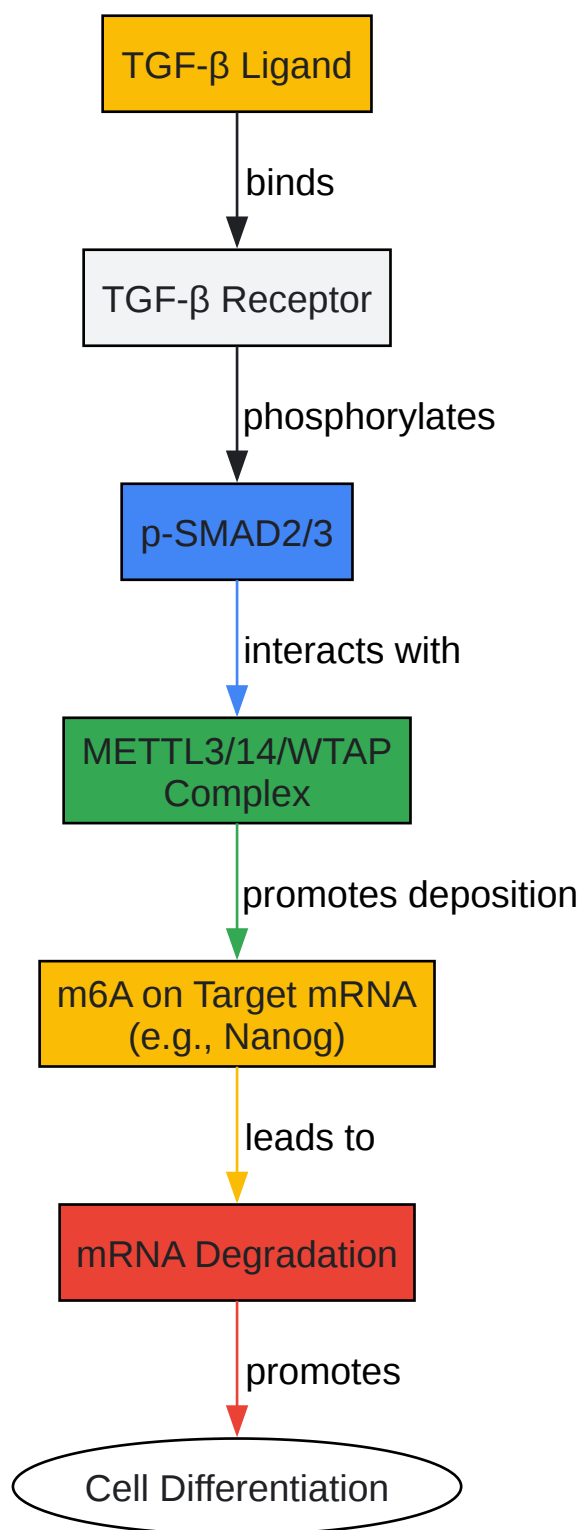 TGF-β Ligand
binds
TGF-β Receptor
phosphorylates
p-SMAD2/3
interacts with
METTL3/14/WTAP
Complex
promotes deposition
m6A on Target mRNA
(e.g., Nanog)
leads to
mRNA Degradation
promotes
Cell Differentiation